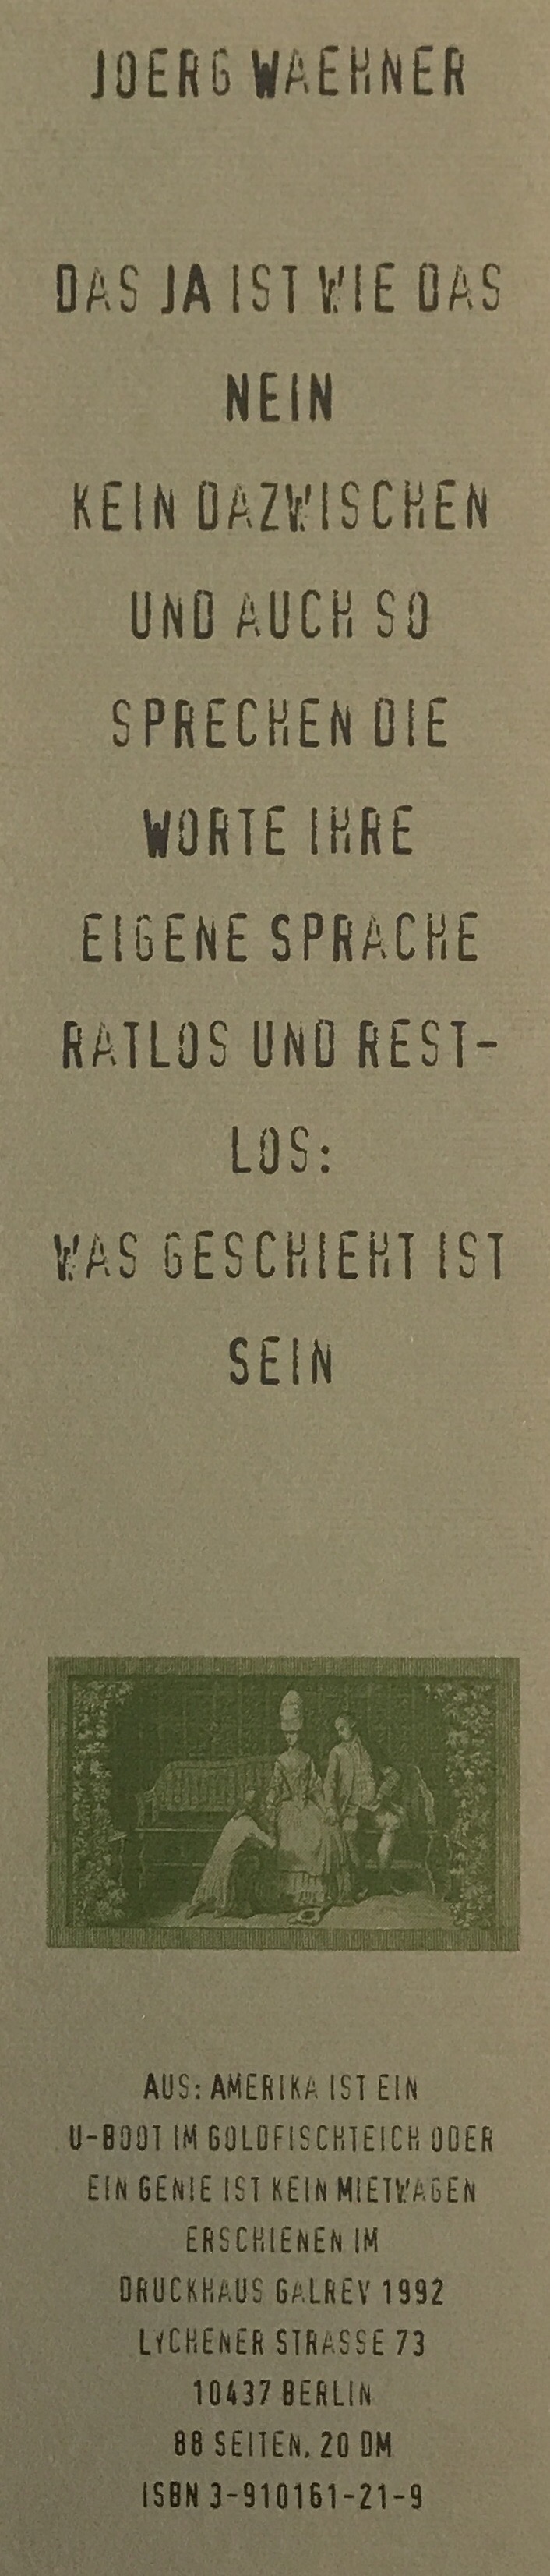 JOERG WAEHNER
DAS JA IST WIE DAS
NEIN
KEIN DAZWISCHEN
UND AUCH SO
SPRECHEN DIE
WORTE IHRE
EIGENE SPRACHE
RATLOS UND REST-
LOS:
WAS GESCHIEHT IST
SEIN
AUS: AMERIKA IST EIN
U-BOOT IM GOLDFISCHTEICH ODER
EIN GENIE IST KEIN MIETWAGEN
ERSCHIENEN IM
DRUCKHAUS GALREV 1992
LYCHENER STRASSE 73
10437 BERLIN
88 SEITEN, 20 DM
ISBN 3-910161-21-9